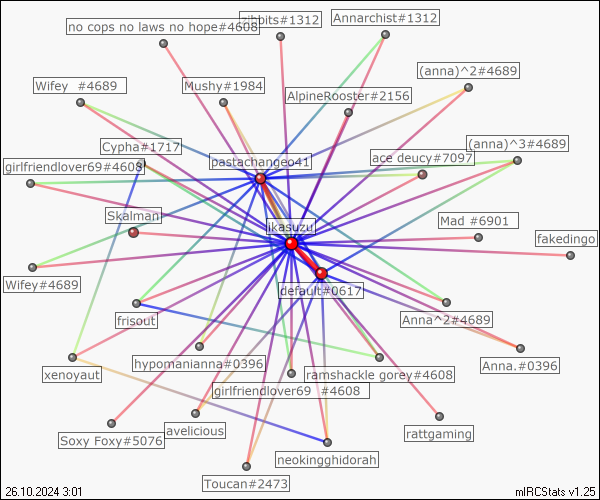 no cops no laws no hope#4608
zibbits#1312
Annarchist#1312
(anna)^2#4689
Wifey  #4689
Mushy#1984
AlpineRooster#2156
Cypha#1717
pastachangeo41
ace deucy#7097
(anna)^3#4689
girlfriendlover69#4608
Skalman
ikasuzu
Mad #6901
fakedingo
Wifey#4689
default#0617
frisout
Anna^2#4689
hypomanianna#0396
ramshackle gorey#4608
Anna.#0396
xenoyaut
girlfriendlover69  #4608
Soxy Foxy#5076
avelicious
rattgaming
neokingghidorah
Toucan#2473
26.10.2024 3:01
mIRCStats v1.25